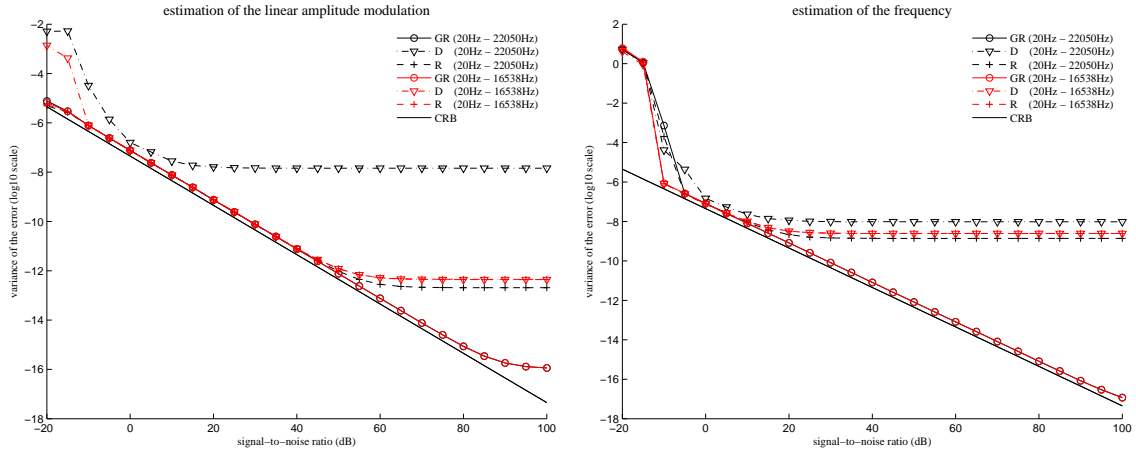 estimation of the linear amplitude modulation
−2
−4
−6
−8
−10
−12
−14
−16
−18
variance of the error (log10 scale)
GR (20Hz − 22050Hz)
D (20Hz − 22050Hz)
R (20Hz − 22050Hz)
GR (20Hz − 16538Hz)
D (20Hz − 16538Hz)
R (20Hz − 16538Hz)
CRB
−20 0 20 40 60 80 100
signal−to−noise ratio (dB)
estimation of the frequency
2
0
−2
−4
−6
−8
−10
−12
−14
−16
−18
variance of the error (log10 scale)
GR (20Hz − 22050Hz)
D (20Hz − 22050Hz)
R (20Hz − 22050Hz)
GR (20Hz − 16538Hz)
D (20Hz − 16538Hz)
R (20Hz − 16538Hz)
CRB
−20 0 20 40 60 80 100
signal−to−noise ratio (dB)